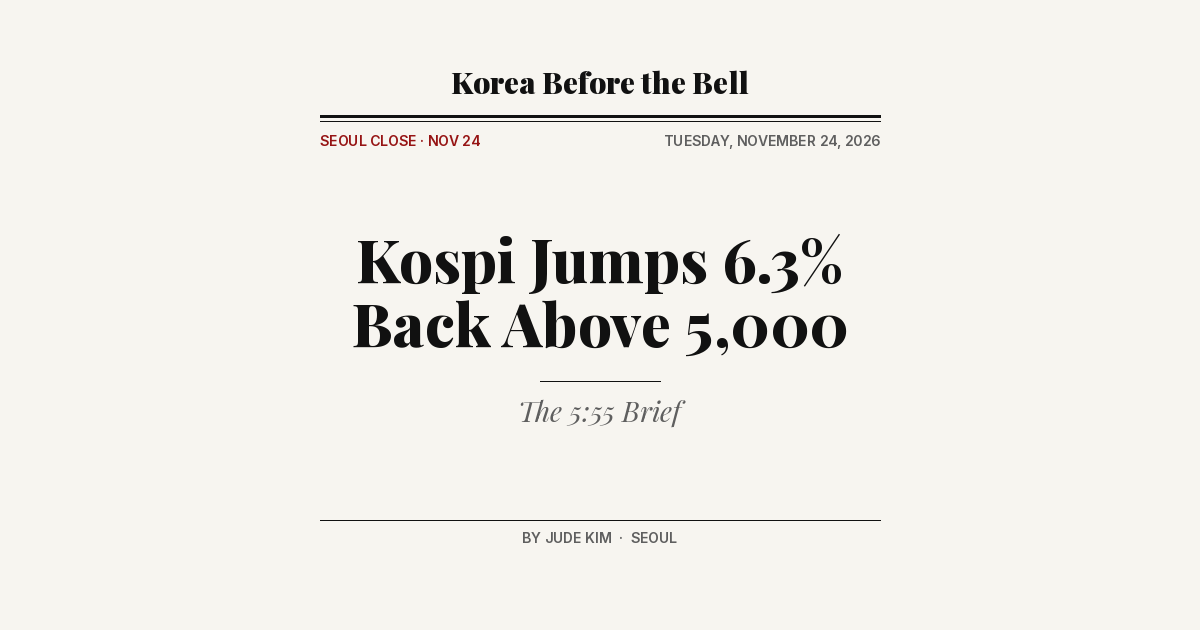 Korea Before the Bell
SEOUL CLOSE · NOV 24
TUESDAY, NOVEMBER 24, 2026
Kospi Jumps 6.3%
Back Above 5,000
The 5:55 Brief
BY JUDE KIM · SEOUL